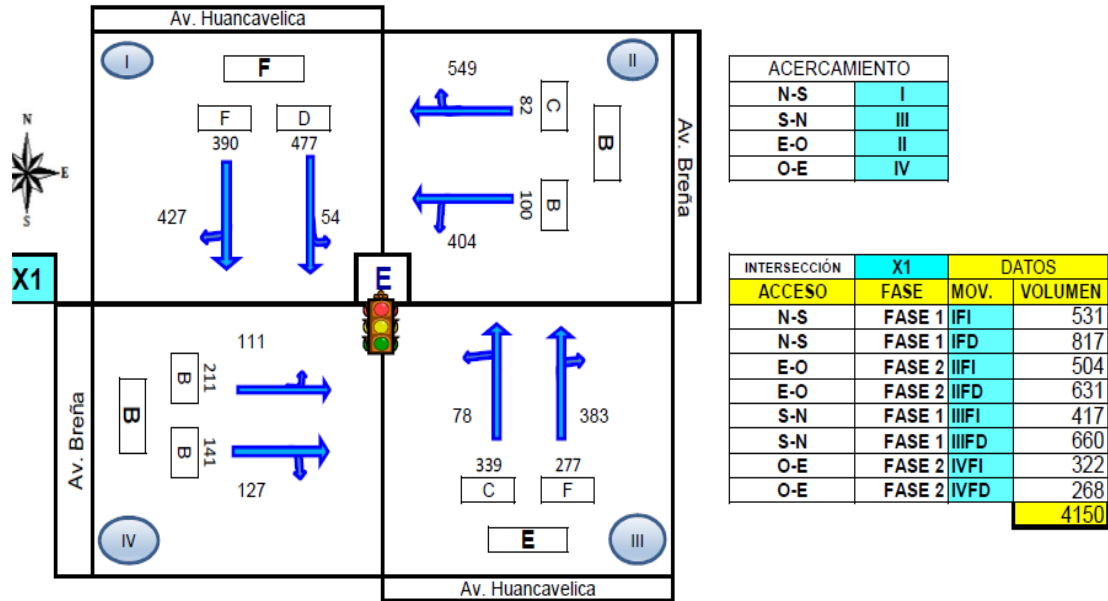 Av. Huancavelica
I
F
II
549
82
C
F
D
390
477
B
Av. Breña
N
E
S
427
54
100
B
404
X1
E
111
B
211
B
Av. Breña
B
141
127
78
383
339
277
C
F
E
IV
III
Av. Huancavelica
ACERCAMIENTO
N-S I
S-N III
E-O II
O-E IV
INTERSECCIÓN X1 DATOS
ACCESO FASE MOV. VOLUMEN
N-S FASE 1 IFI 531
N-S FASE 1 IFD 817
E-O FASE 2 IIFI 504
E-O FASE 2 IIFD 631
S-N FASE 1 IIIFI 417
S-N FASE 1 IIIFD 660
O-E FASE 2 IVFI 322
O-E FASE 2 IVFD 268
4150